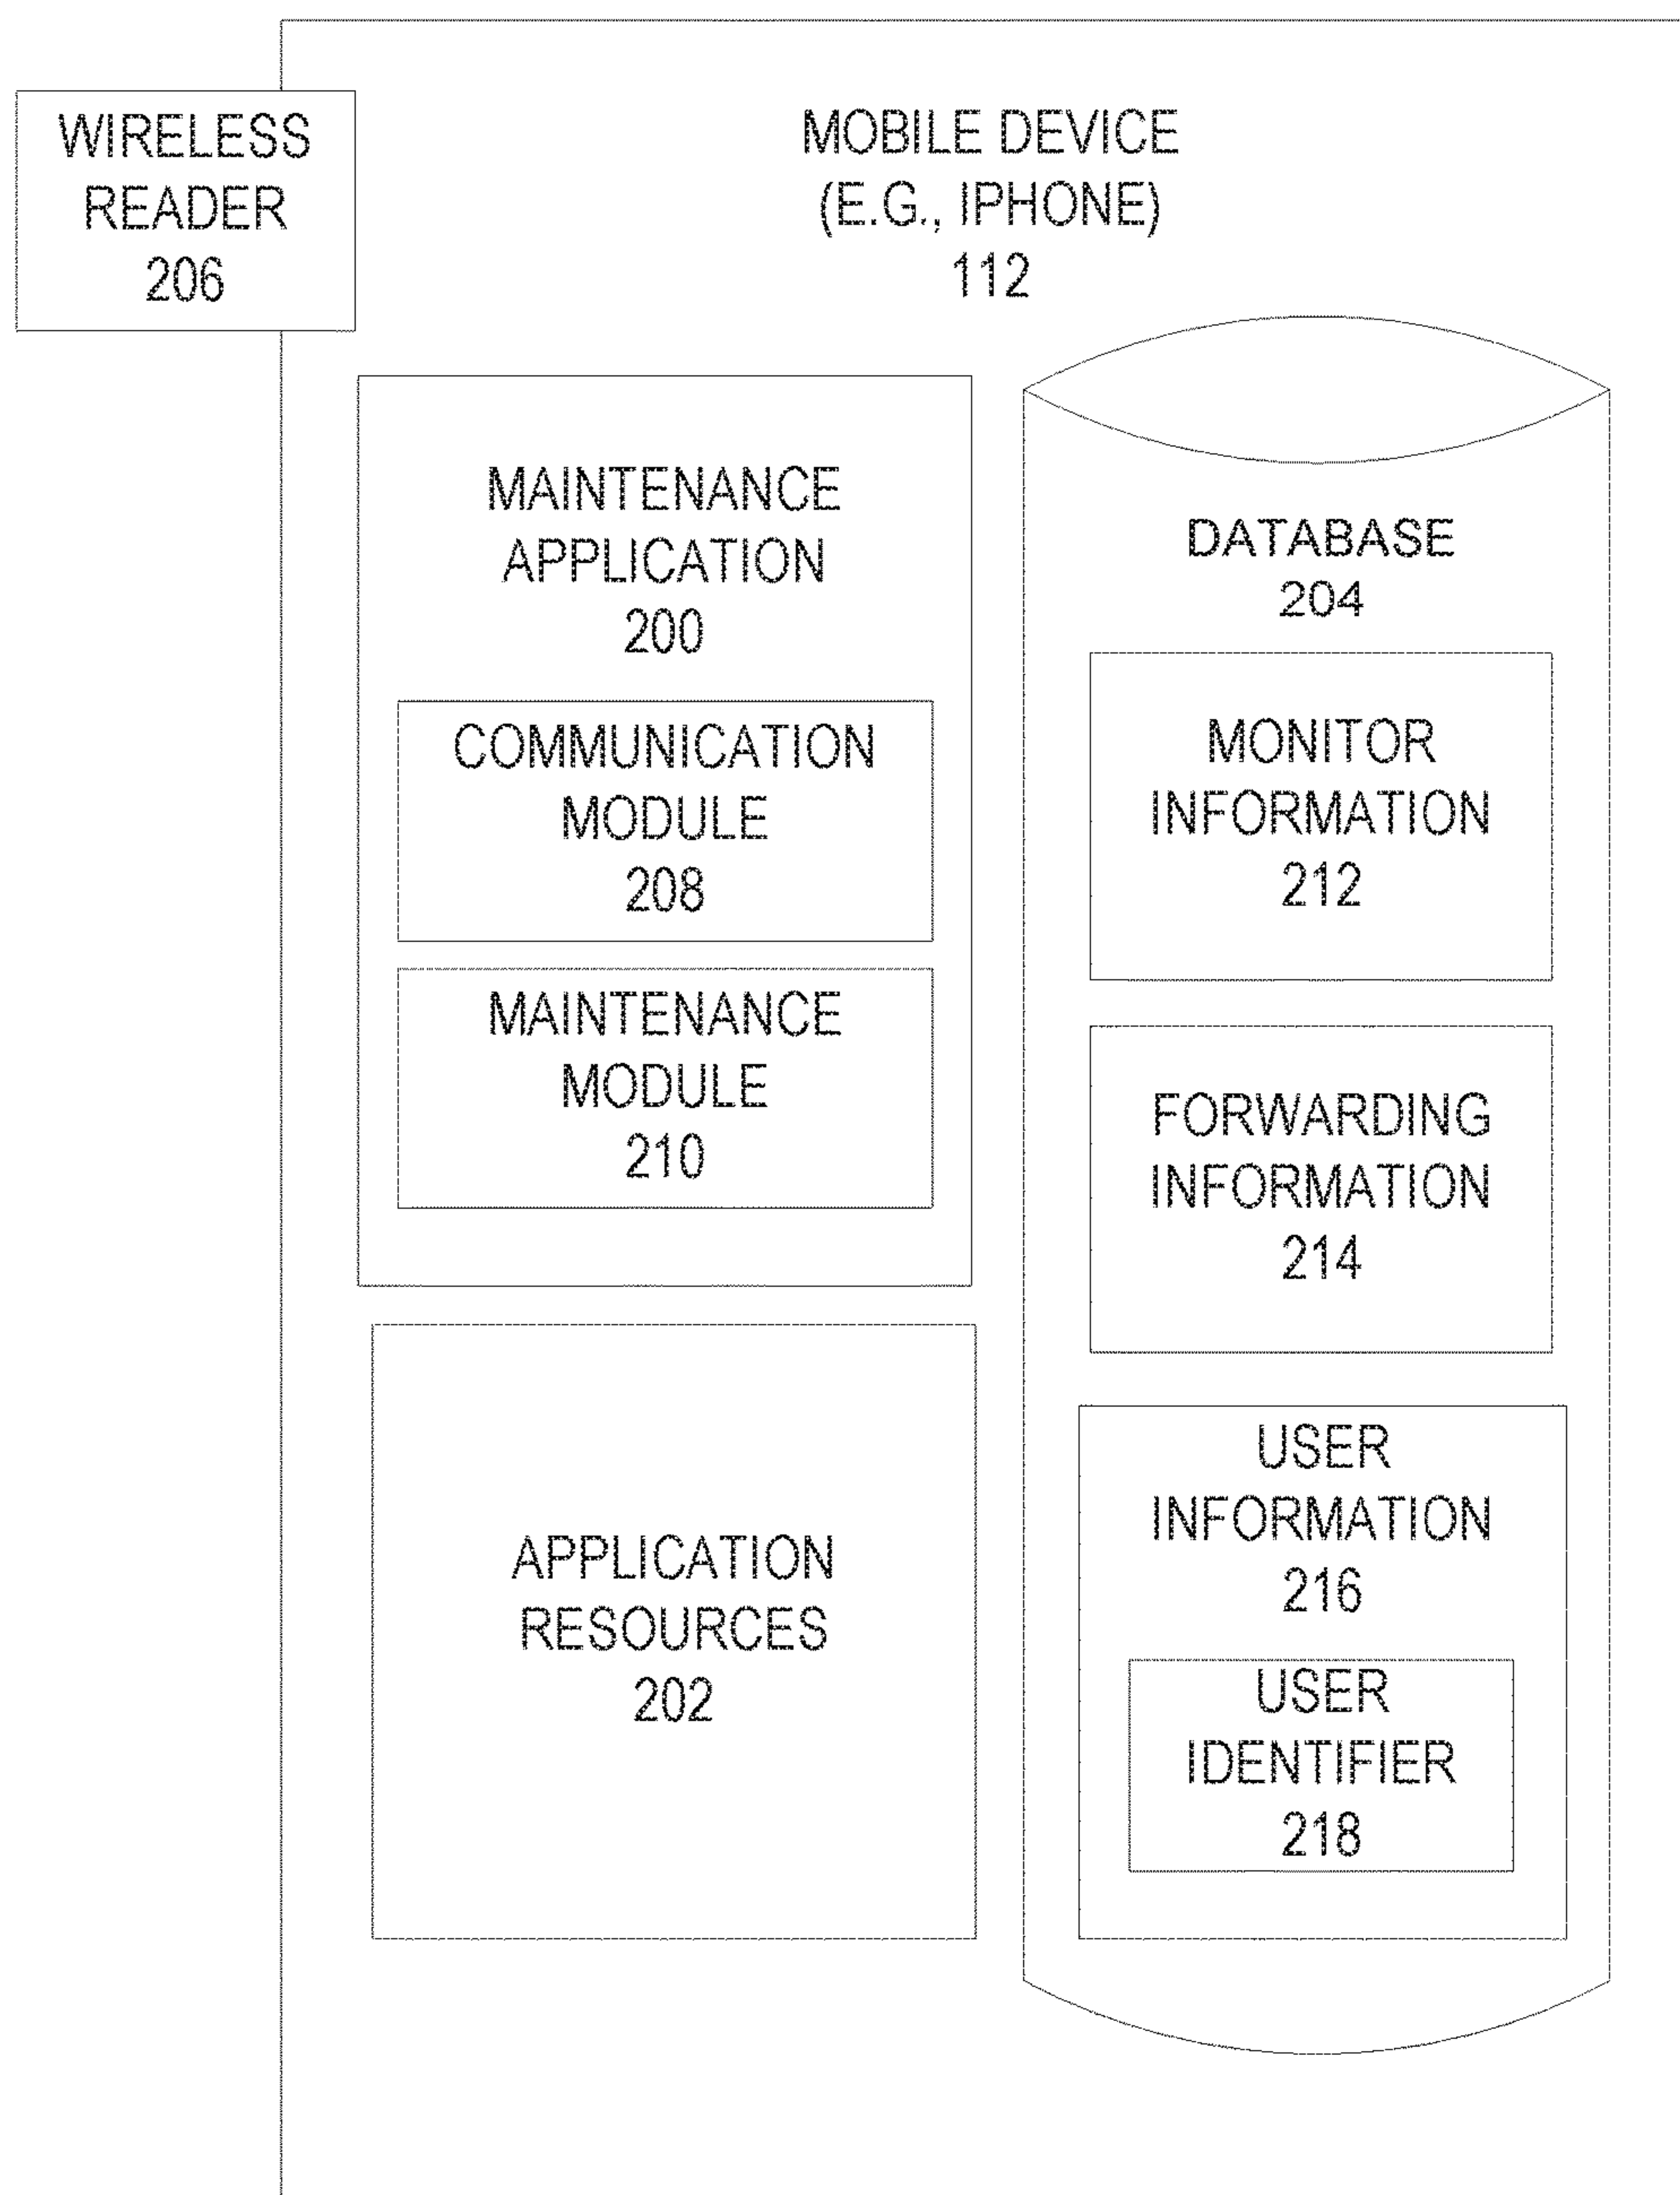 WIRELESS
READER
206
MOBILE DEVICE
(E.G., IPHONE)
112
MAINTENANCE
APPLICATION
200
COMMUNICATION
MODULE
208
MAINTENANCE
MODULE
210
APPLICATION
RESOURCES
202
DATABASE
204
MONITOR
INFORMATION
212
FORWARDING
INFORMATION
214
USER
INFORMATION
216
USER
IDENTIFIER
218